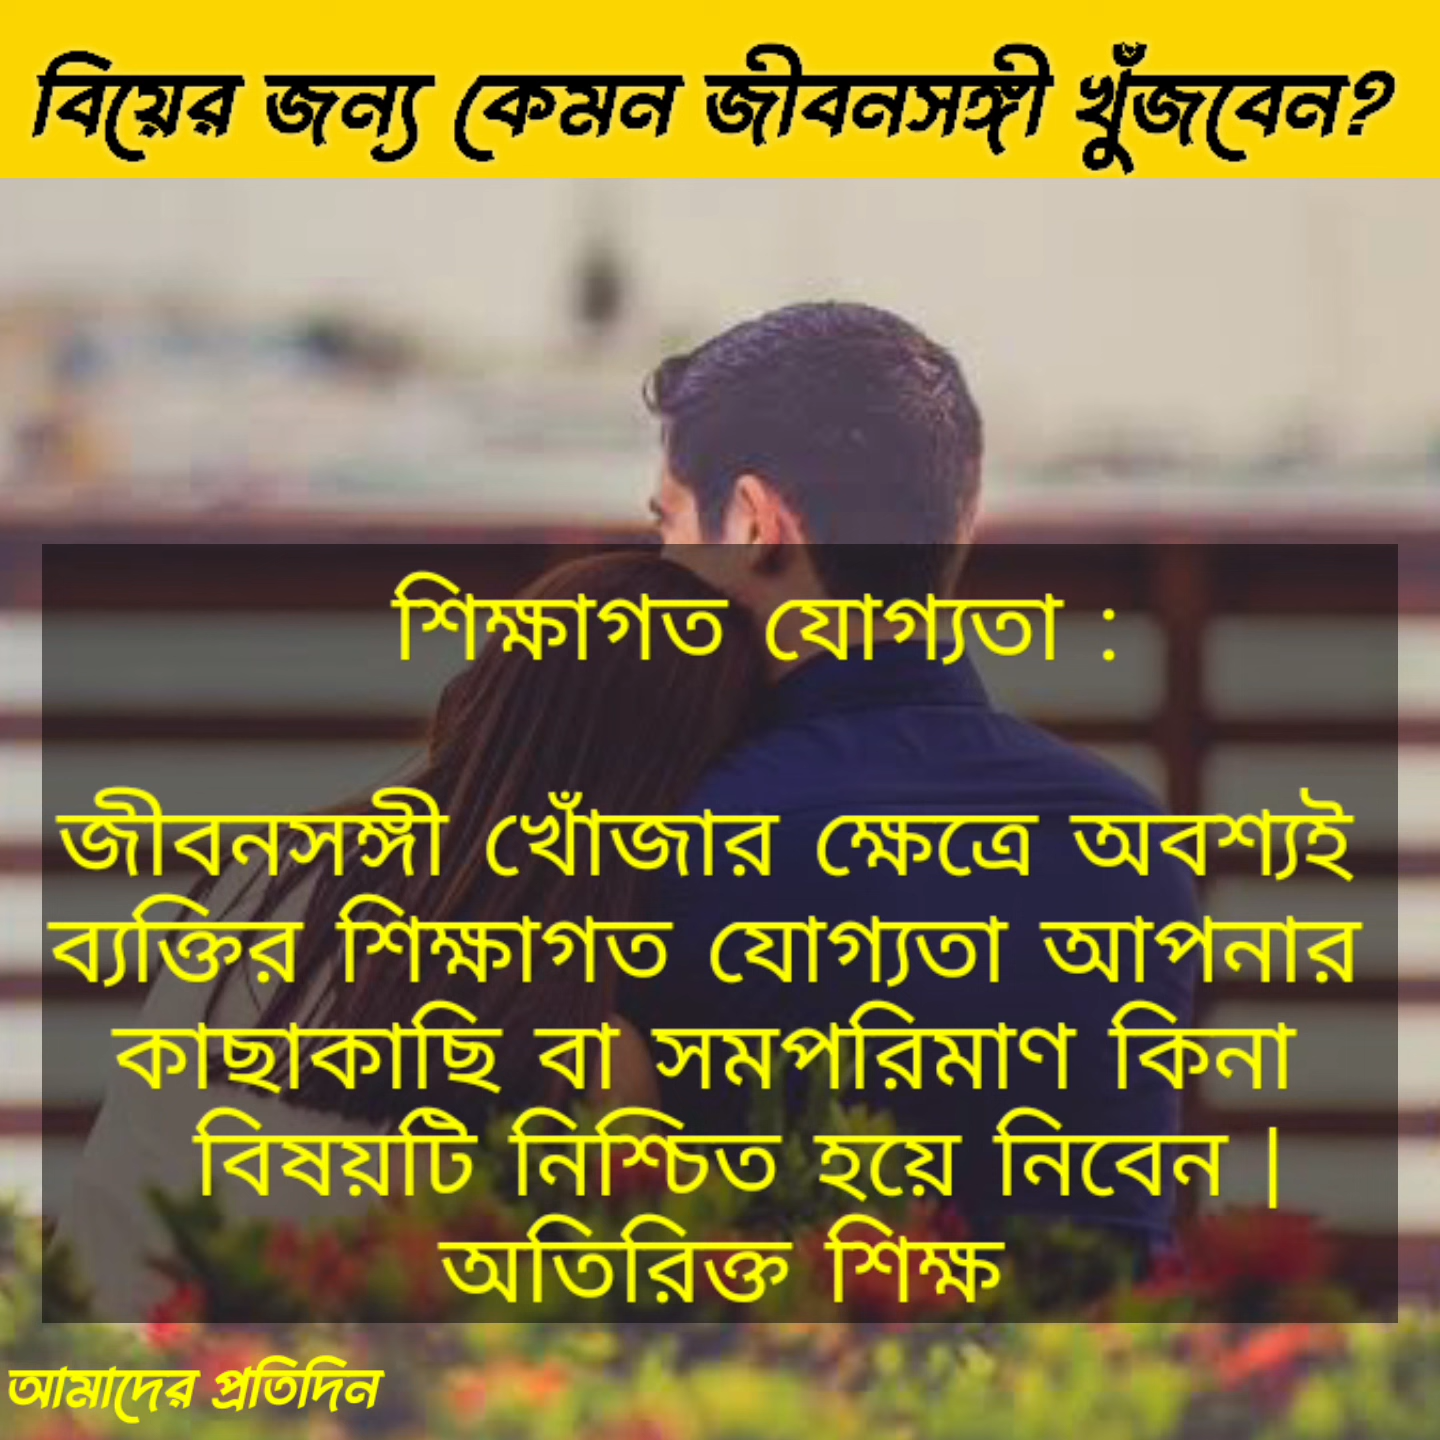 বিয়ের জন্য কেমন জীবনসঙ্গী খুঁজবেন?
শিক্ষাগত যোগ্যতা :
জীবনসঙ্গী খোঁজার ক্ষেত্রে অবশ্যই
ব্যক্তির শিক্ষাগত যোগ্যতা আপনার
কাছাকাছি বা সমপরিমাণ কিনা
বিষয়টি নিশ্চিত হয়ে নিবেন |
অতিরিক্ত শিক্ষ
আমাদের প্রতিদিন